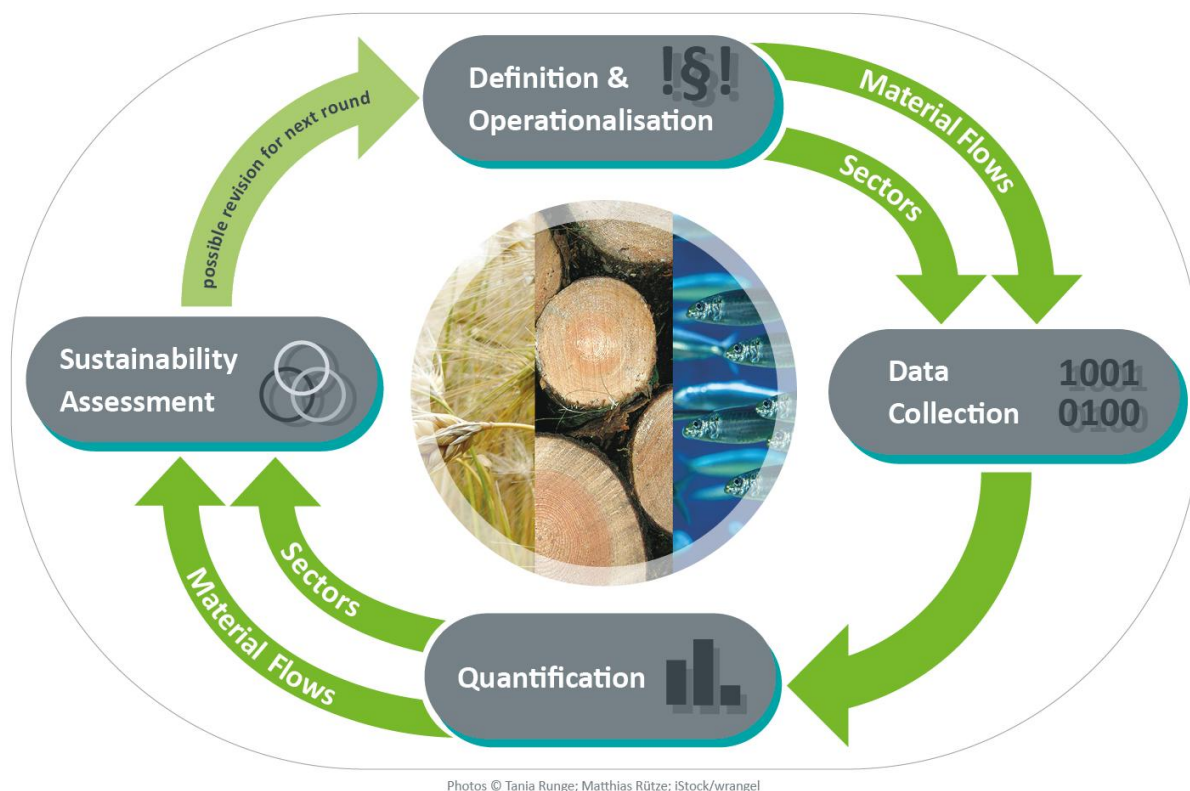 Definition &
Operationalisation
!§!
Material Flows
Sectors
Data
Collection
1001
0100
Quantification
Sectors
Material Flows
Sustainability
Assessment
possible revision for next round
Photos © Tania Runge; Matthias Rütze; iStock/wrangel